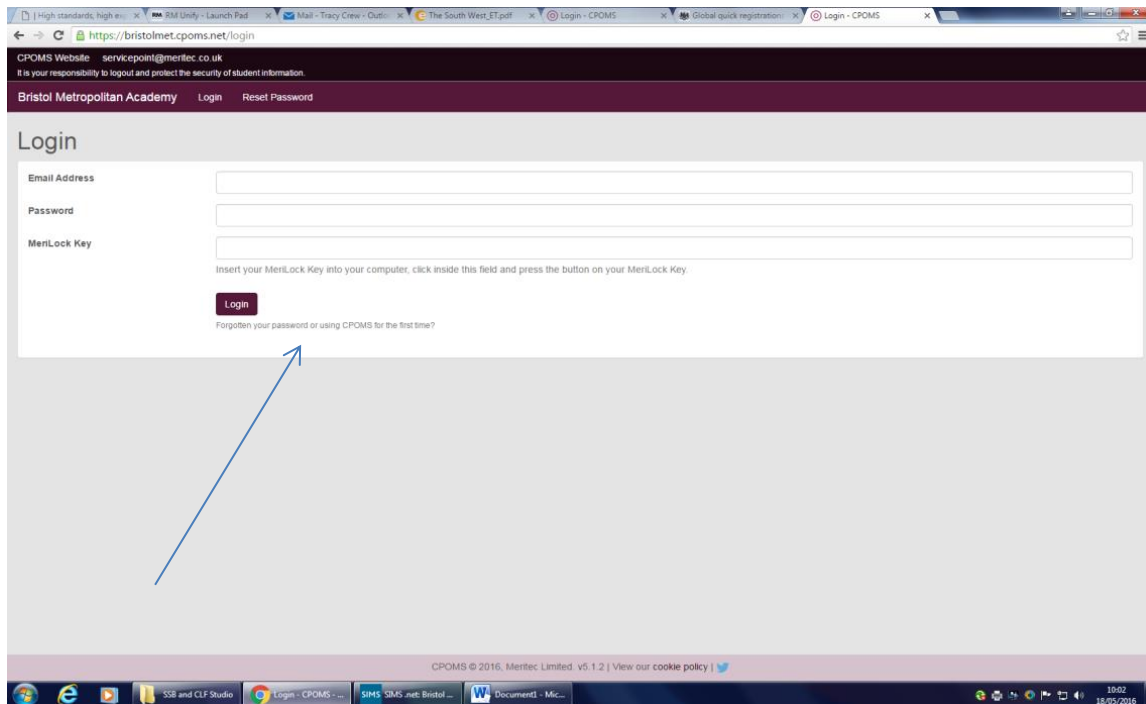 | High standards, high ex
RM RM Unify - Launch Pad
Mail - Tracy Crew - Outlo
The South West_ET.pdf
Login - CPOMS
Global quick registration
Login - CPOMS
https://bristolmet.cpoms.net/login
CPOMS Website servicepoint@meritec.co.uk
It is your responsibility to logout and protect the security of student information.
Bristol Metropolitan Academy Login Reset Password
Login
Email Address
Password
MeriLock Key
Insert your MeriLock Key into your computer, click inside this field and press the button on your MeriLock Key.
Login
Forgotten your password or using CPOMS for the first time?
CPOMS © 2016, Meritec Limited. v5.1.2 | View our cookie policy |
SSB and CLF Studio
Login - CPOMS - ...
SIMS SIMS .net: Bristol ...
W Document1 - Mic...
10:02
18/05/2016